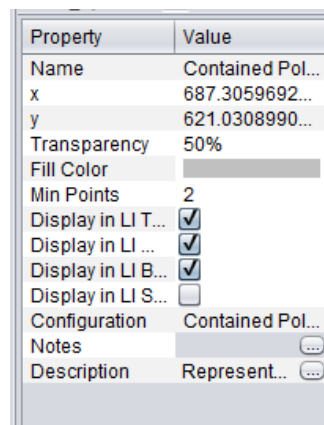 Property Value
Name Contained Pol...
x 687.3059692...
y 621.0308990...
Transparency 50%
Fill Color
Min Points 2
Display in LI T...
Display in LI ...
Display in LI B...
Display in LI S...
Configuration Contained Pol...
Notes ...
Description Represent... ...